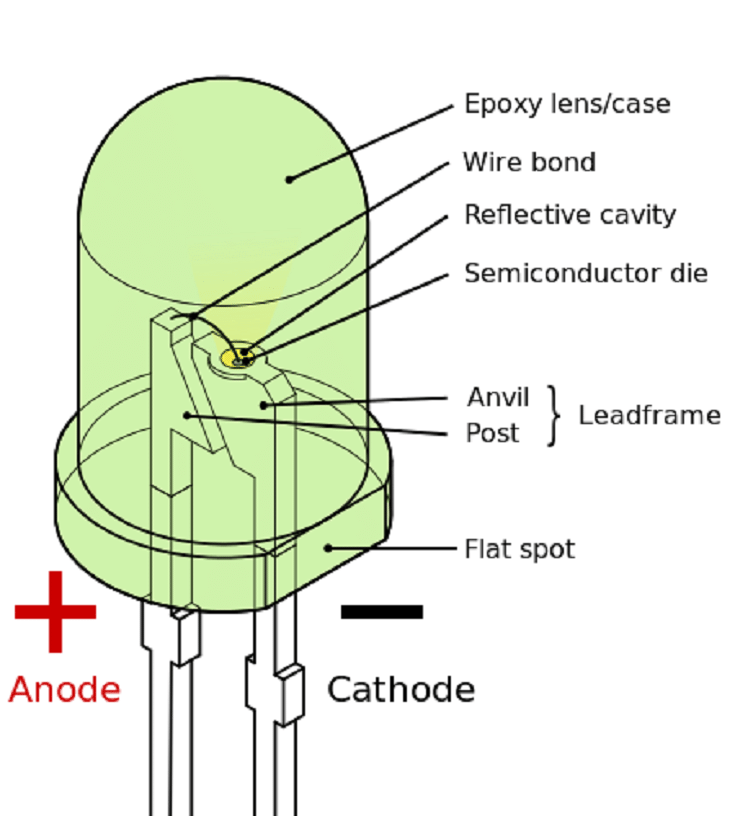 Epoxy lens/case
Wire bond
Reflective cavity
Semiconductor die
Anvil
Post
} Leadframe
Flat spot
+
−
Anode
Cathode